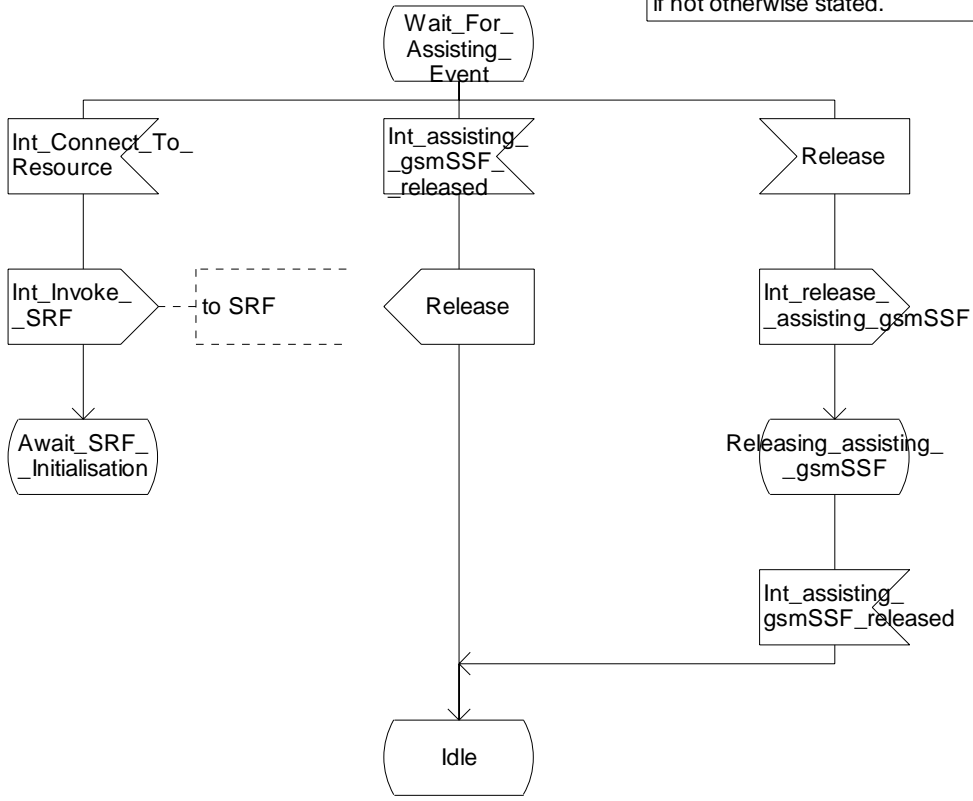 if not otherwise stated.
Wait_For_
Assisting_
Event
Int_Connect_To_
Resource
Int_assisting_
_gsmSSF_
_released
Release
Int_Invoke_
_SRF
to SRF
Release
Int_release_
_assisting_gsmSSF
Await_SRF_
_Initialisation
Releasing_assisting_
_gsmSSF
Int_assisting_
gsmSSF_released
Idle